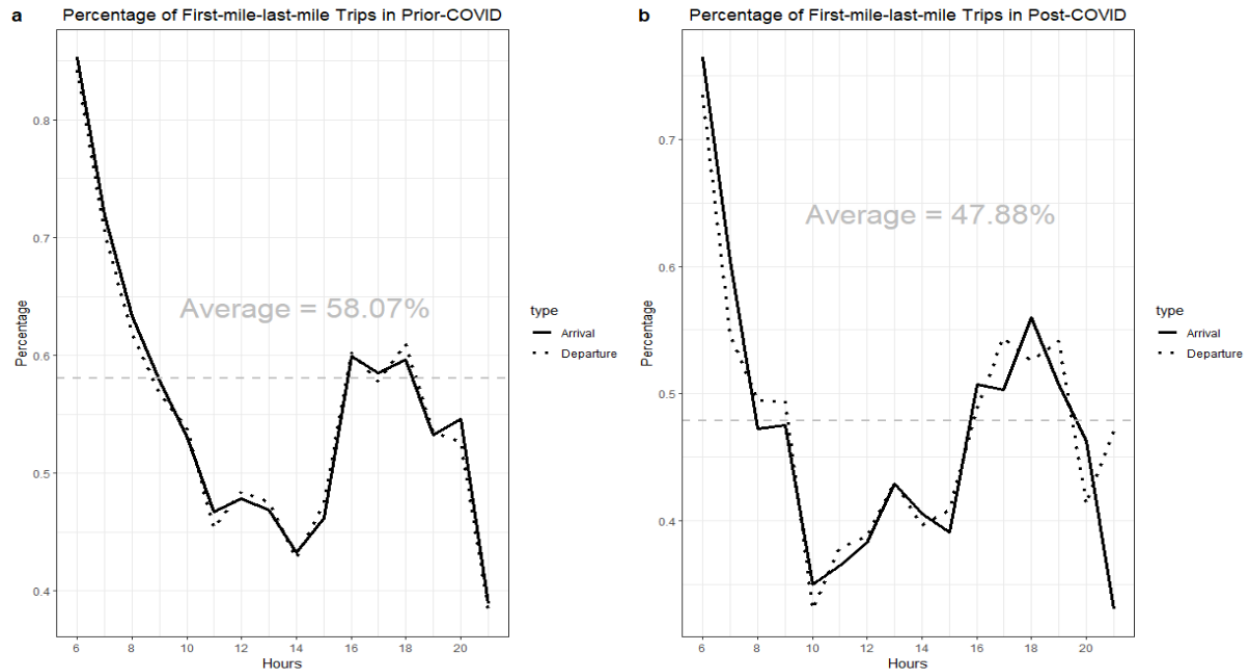 a
Percentage of First-mile-last-mile Trips in Prior-COVID
0.8
0.7
0.6
0.5
0.4
Percentage
Average = 58.07%
6 8 10 12 14 16 18 20
Hours
type
Arrival
Departure
b
Percentage of First-mile-last-mile Trips in Post-COVID
0.7
0.6
0.5
0.4
Percentage
Average = 47.88%
6 8 10 12 14 16 18 20
Hours
type
Arrival
Departure